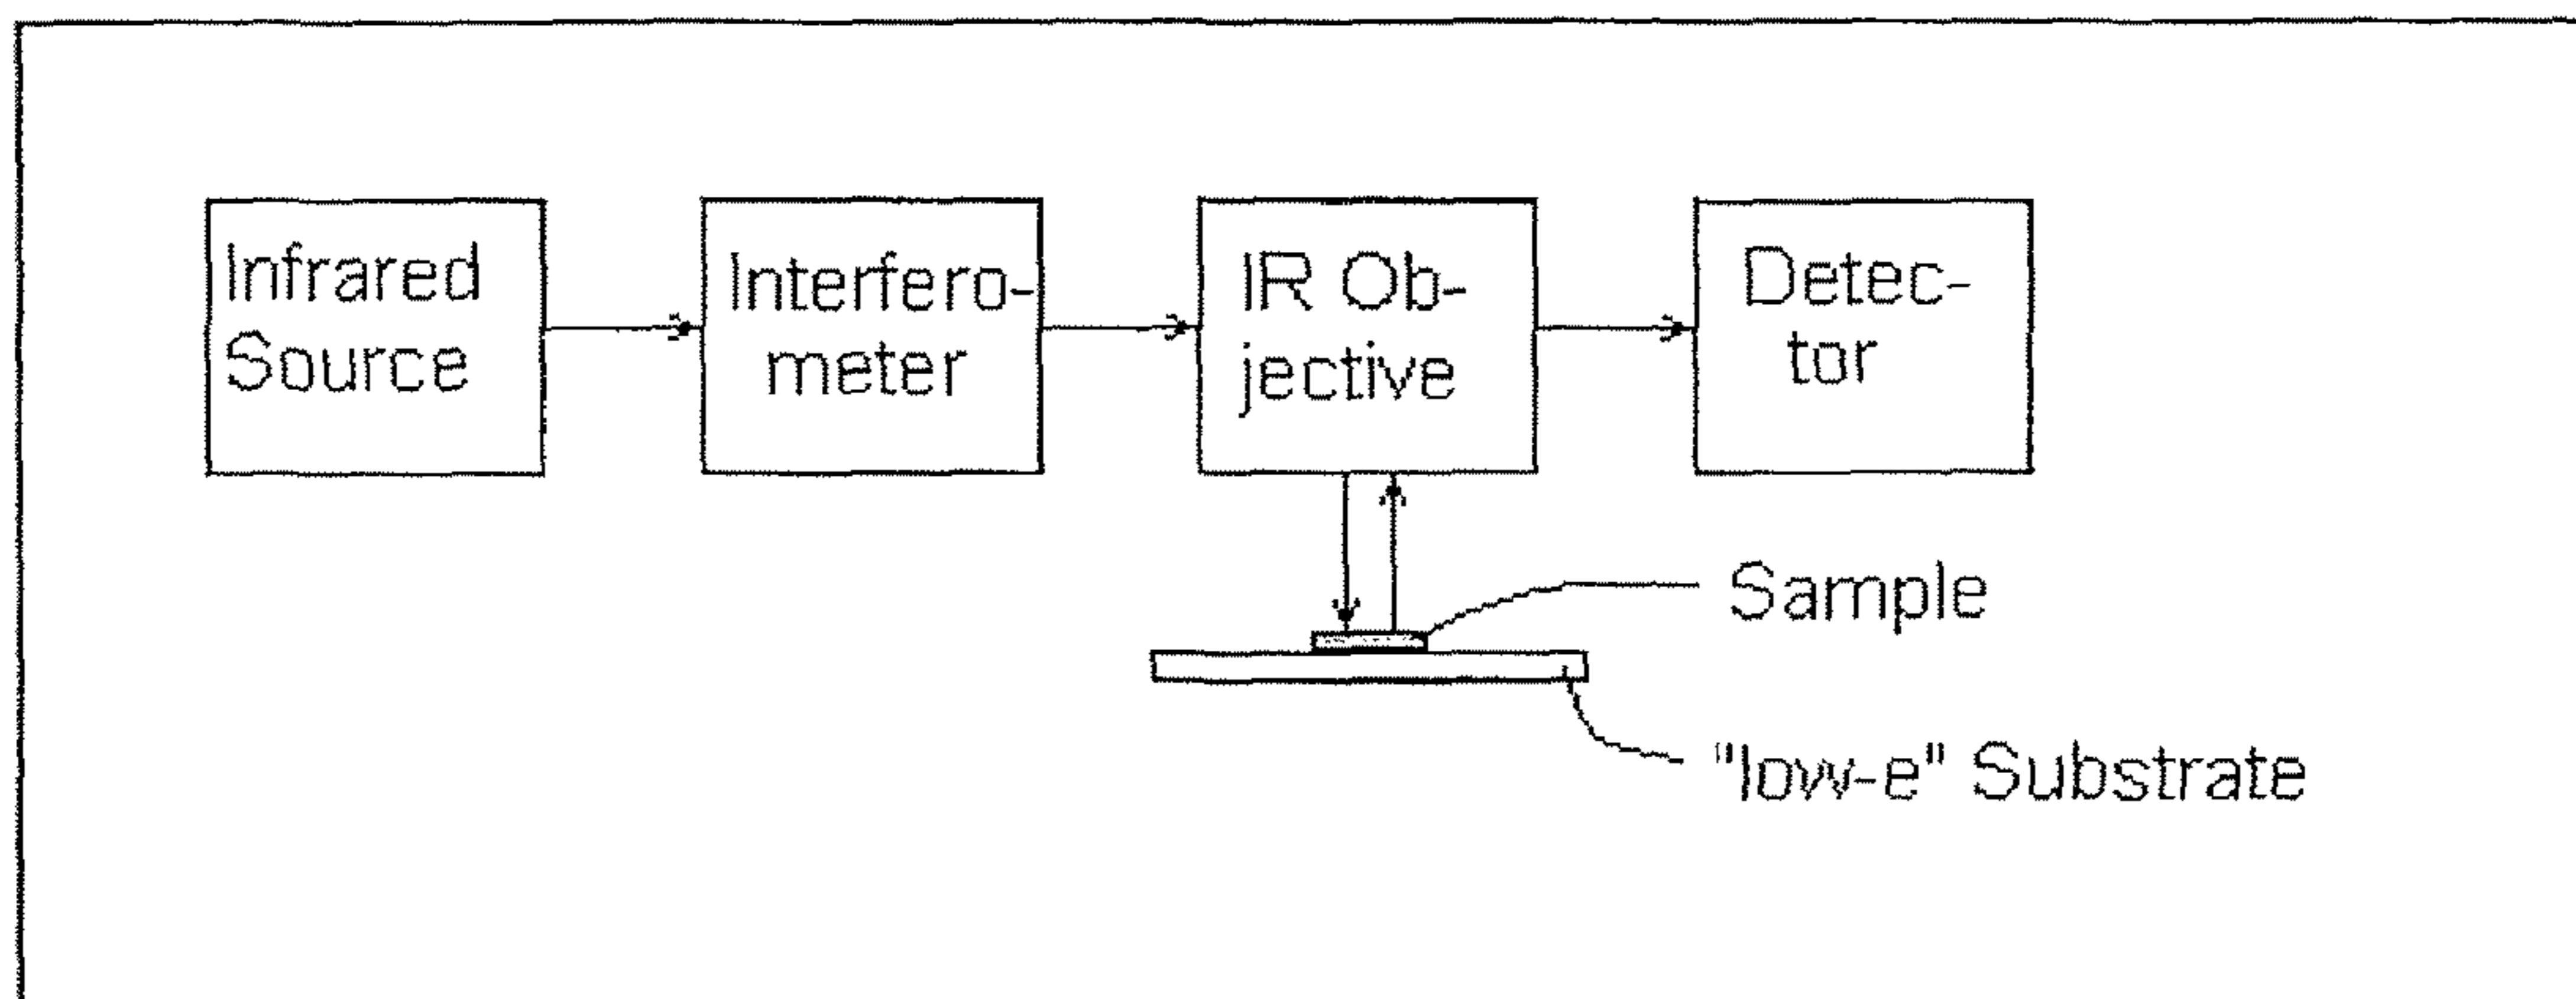 Infrared
Source
Interfero-
meter
IR Ob-
jective
Detec-
tor
Sample
"low-e" Substrate